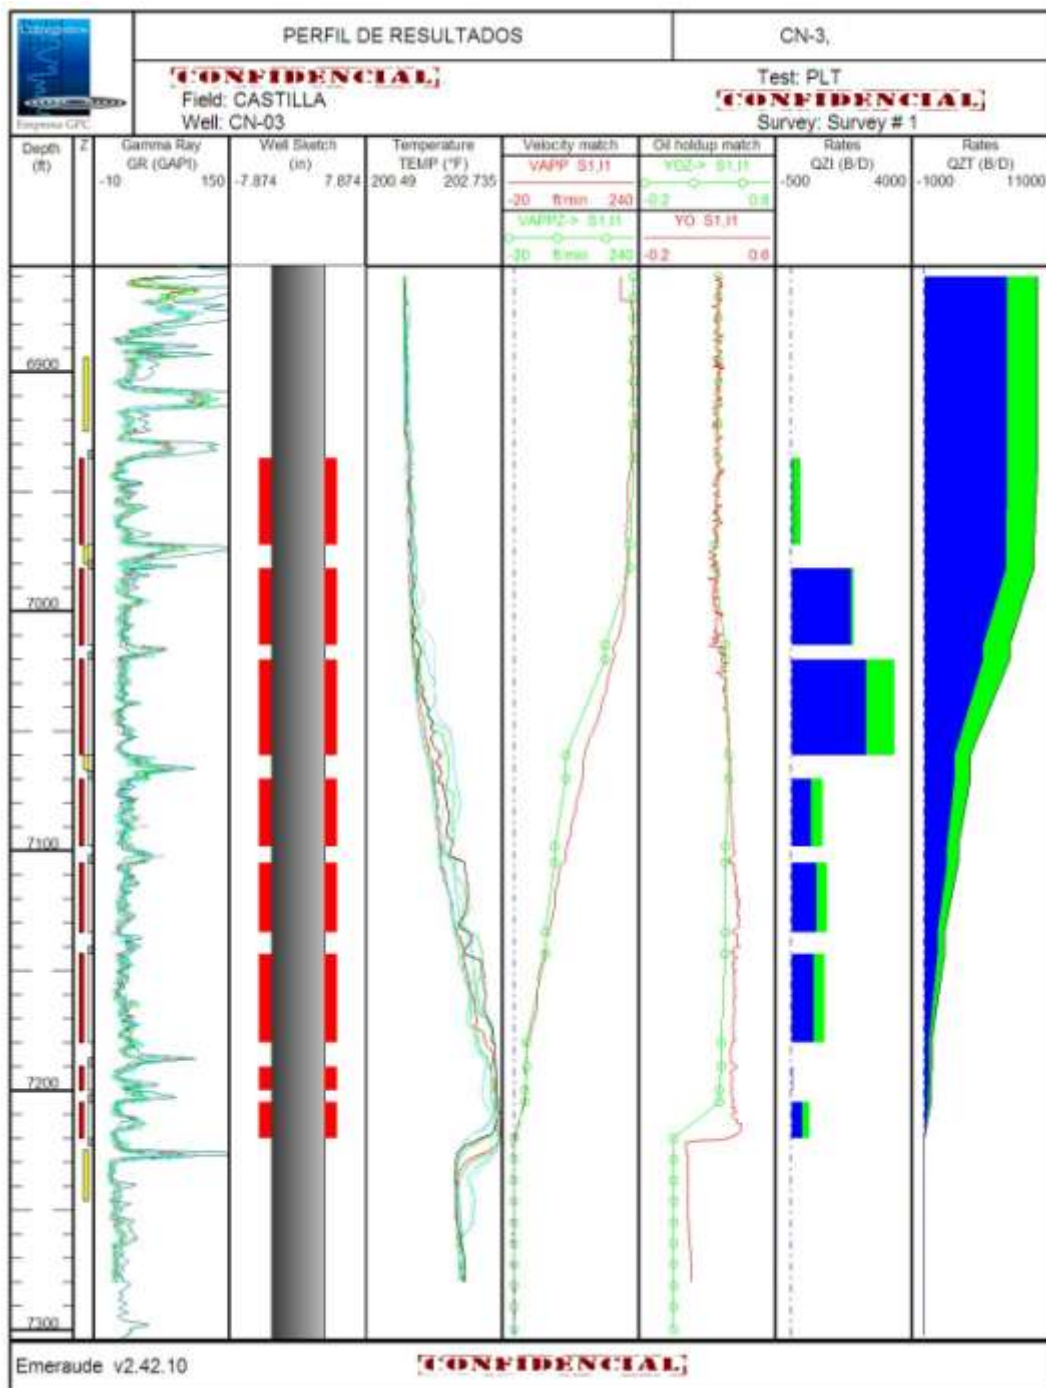 PERFIL DE RESULTADOS
CN-3,
CONFIDENCIAL
Field: CASTILLA
Well: CN-03
Test: PLT
CONFIDENCIAL
Survey: Survey # 1
Empresa GPC
Depth
(ft)
Z
Gamma Ray
GR (GAPI)
-10 150
Well Sketch
(in)
-7.874 7.874
Temperature
TEMP (°F)
200.49 202.735
Velocity match
VAPP S1,I1
-20 ft/min 240
VAPPZ-> S1,I1
-20 ft/min 240
Oil holdup match
YOZ-> S1,I1
-0.2 0.8
YO S1,I1
-0.2 0.8
Rates
QZI (B/D)
-500 4000
Rates
QZT (B/D)
-1000 11000
6900
7000
7100
7200
7300
Emeraude v2.42.10
CONFIDENCIAL